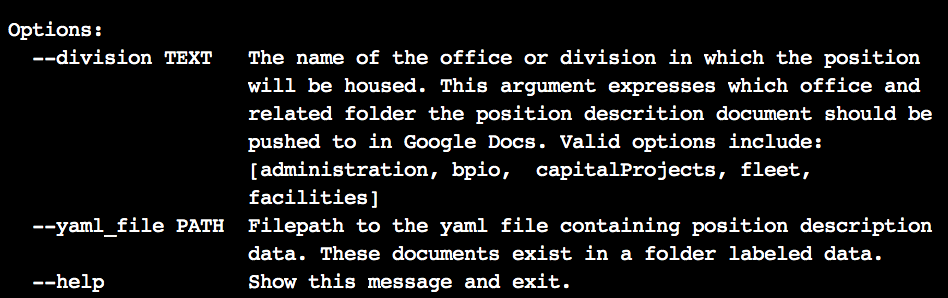 Options:
--division TEXT   The name of the office or division in which the position
will be housed. This argument expresses which office and
related folder the position descrition document should be
pushed to in Google Docs. Valid options include:
[administration, bpio,  capitalProjects, fleet,
facilities]
--yaml_file PATH  Filepath to the yaml file containing position description
data. These documents exist in a folder labeled data.
--help            Show this message and exit.